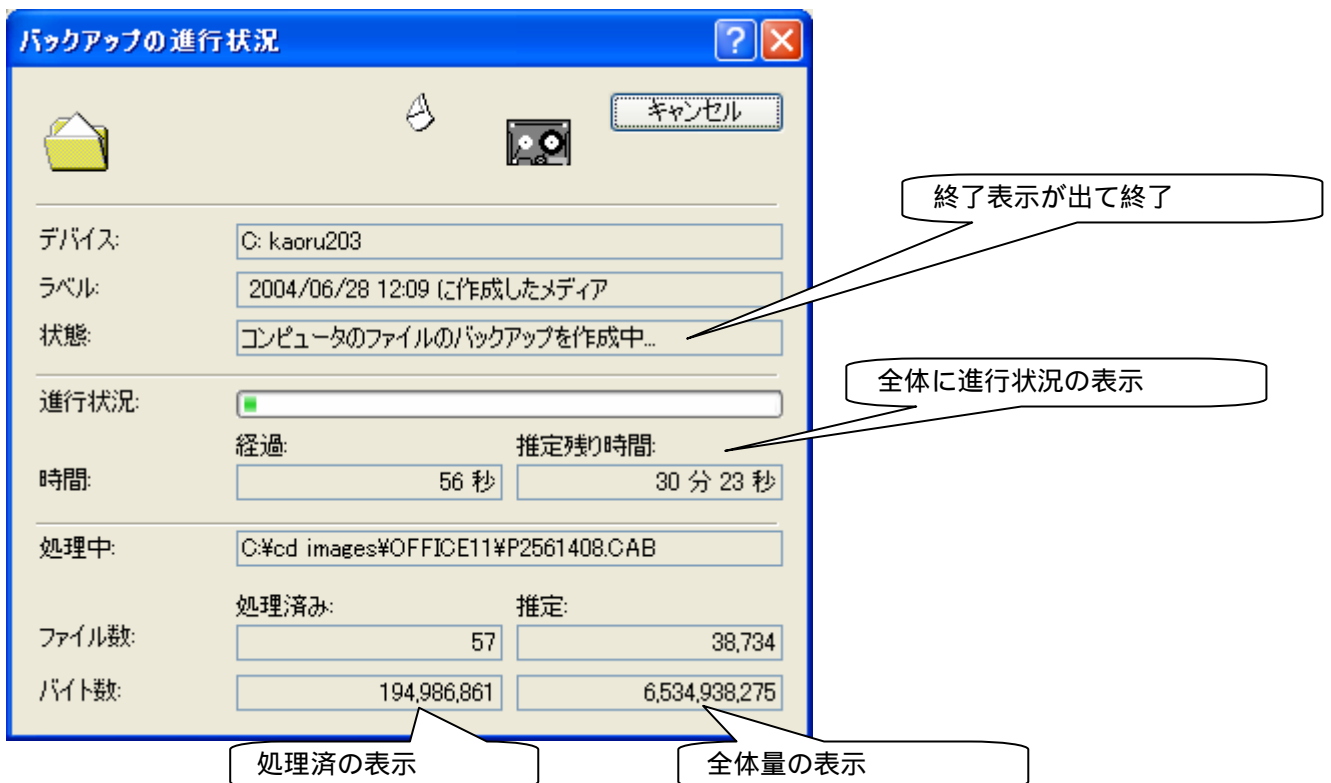 バックアップの進行状況
キャンセル
終了表示が出て終了
デバイス: C: kaoru203
ラベル: 2004/06/28 12:09 に作成したメディア
状態: コンピュータのファイルのバックアップを作成中...
全体に進行状況の表示
進行状況:
経過: 推定残り時間:
時間: 56 秒 30 分 23 秒
処理中: C:¥cd images¥OFFICE11¥P2561408.CAB
処理済み: 推定:
ファイル数: 57 38,734
バイト数: 194,986,861 6,534,938,275
処理済の表示 全体量の表示